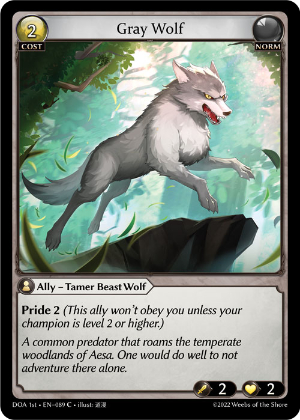 2
Gray Wolf
COST
NORM
Ally – Tamer Beast Wolf
Pride 2 (This ally won't obey you unless your
champion is level 2 or higher.)
A common predator that roams the temperate
woodlands of Aesa. One would do well to not
adventure there alone.
2
2
DOA 1st • EN-089 C • illust: 道濯
©2022 Weebs of the Shore